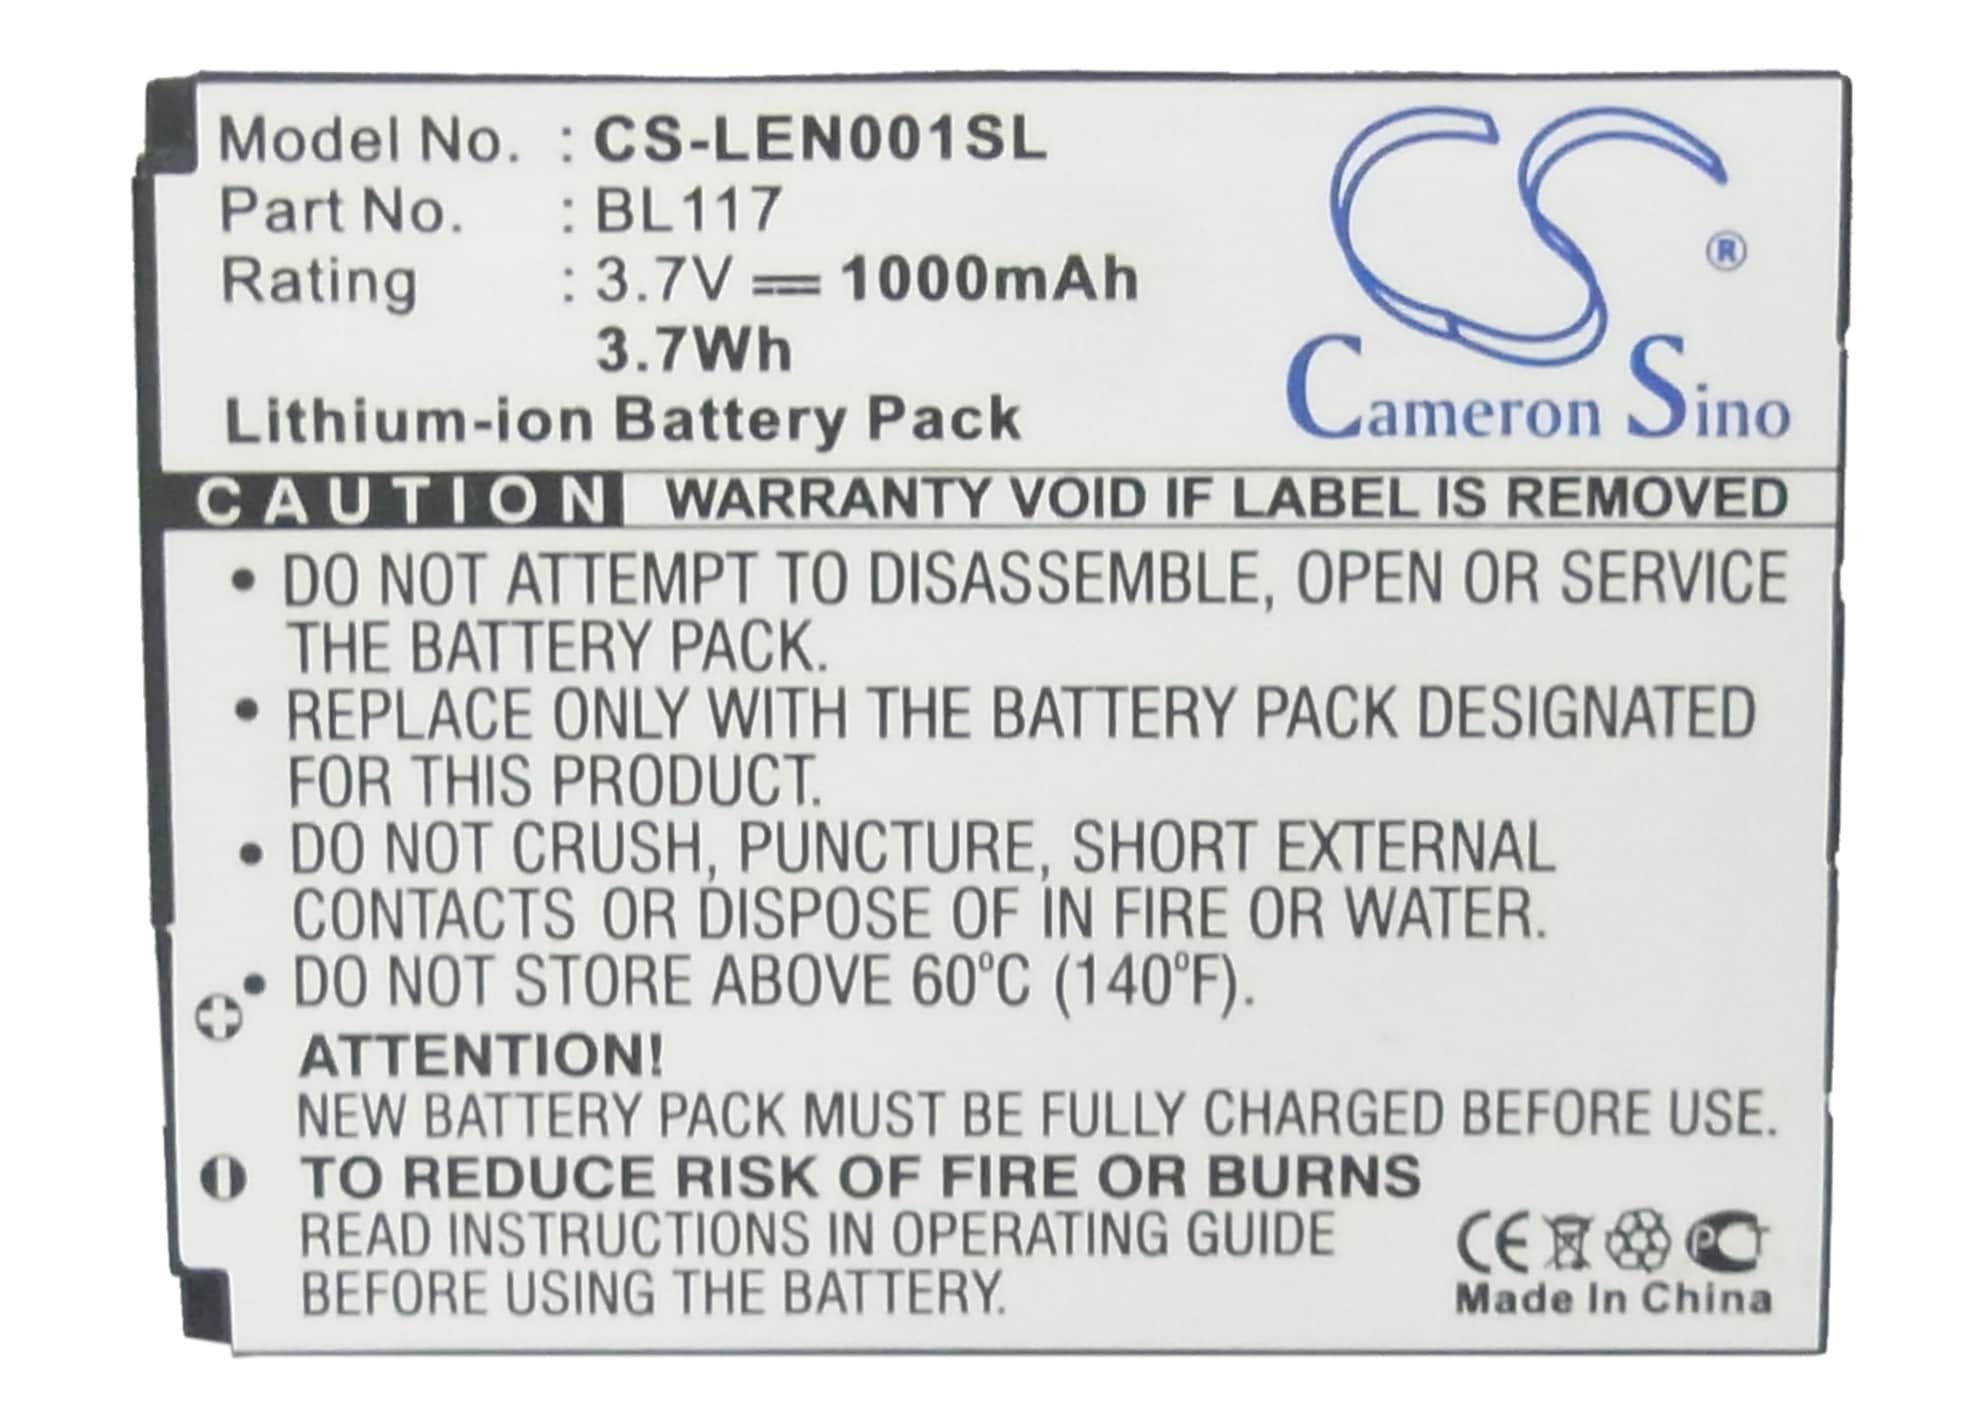 Model No. : CS-LEN001SL
Part No. : BL117
Rating : 3.7V ⎓ 1000mAh
3.7Wh
Lithium-ion Battery Pack
CS ®
Cameron Sino
CAUTION WARRANTY VOID IF LABEL IS REMOVED
• DO NOT ATTEMPT TO DISASSEMBLE, OPEN OR SERVICE
THE BATTERY PACK.
• REPLACE ONLY WITH THE BATTERY PACK DESIGNATED
FOR THIS PRODUCT.
• DO NOT CRUSH, PUNCTURE, SHORT EXTERNAL
CONTACTS OR DISPOSE OF IN FIRE OR WATER.
• DO NOT STORE ABOVE 60°C (140°F).
ATTENTION!
NEW BATTERY PACK MUST BE FULLY CHARGED BEFORE USE.
TO REDUCE RISK OF FIRE OR BURNS
READ INSTRUCTIONS IN OPERATING GUIDE
BEFORE USING THE BATTERY.
CE PC
Made In China